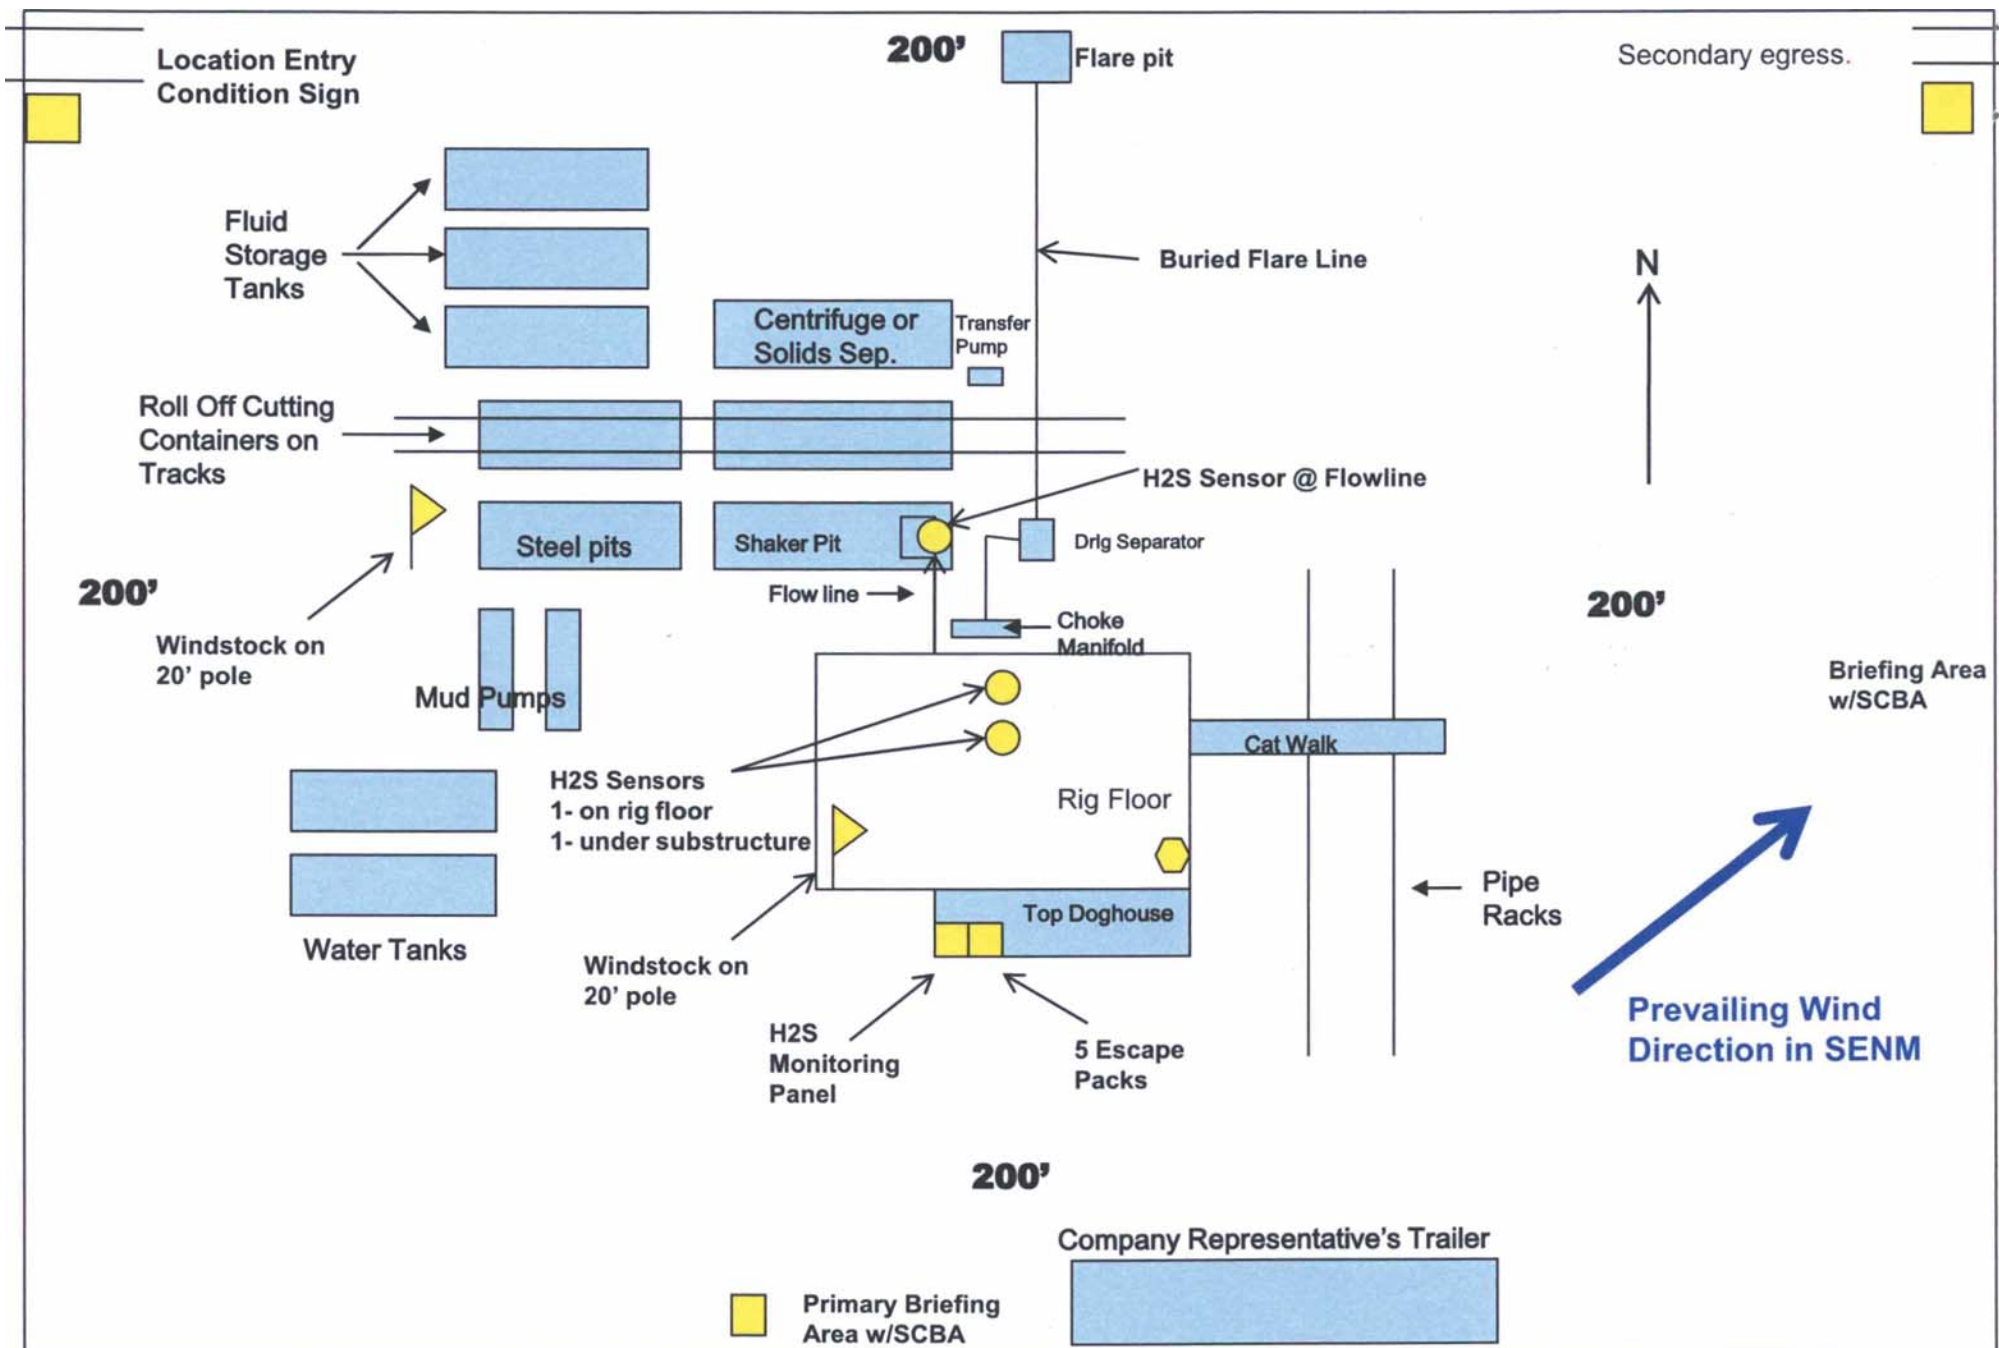 Location Entry
Condition Sign
200'
Flare pit
Secondary egress.
Fluid
Storage
Tanks
Buried Flare Line
N
Centrifuge or
Solids Sep.
Transfer
Pump
Roll Off Cutting
Containers on
Tracks
H2S Sensor @ Flowline
Steel pits
Shaker Pit
Drlg Separator
200'
Flow line
200'
Windstock on
20' pole
Choke
Manifold
Mud Pumps
Briefing Area
w/SCBA
Cat Walk
H2S Sensors
1- on rig floor
1- under substructure
Rig Floor
Pipe
Racks
Top Doghouse
Water Tanks
Windstock on
20' pole
H2S
Monitoring
Panel
5 Escape
Packs
Prevailing Wind
Direction in SENM
200'
Company Representative's Trailer
Primary Briefing
Area w/SCBA